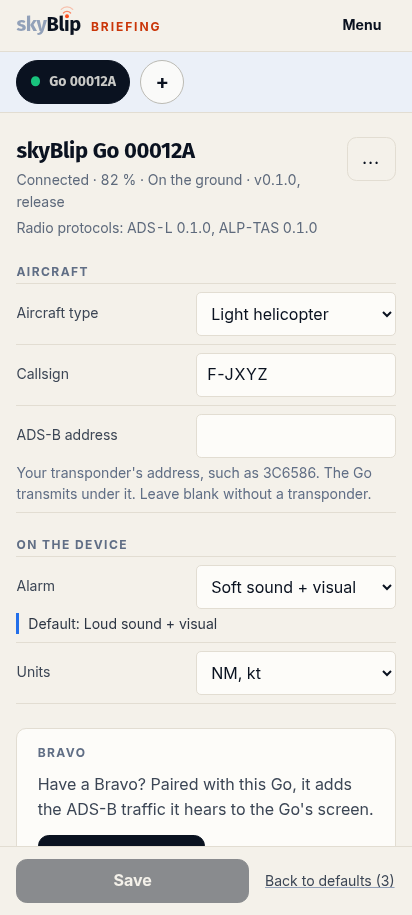 skyBlip BRIEFING
Menu
Go 00012A
+
skyBlip Go 00012A
...
Connected · 82 % · On the ground · v0.1.0,
release
Radio protocols: ADS-L 0.1.0, ALP-TAS 0.1.0
AIRCRAFT
Aircraft type
Light helicopter
Callsign
F-JXYZ
ADS-B address
Your transponder's address, such as 3C6586. The Go
transmits under it. Leave blank without a transponder.
ON THE DEVICE
Alarm
Soft sound + visual
Default: Loud sound + visual
Units
NM, kt
BRAVO
Have a Bravo? Paired with this Go, it adds
the ADS-B traffic it hears to the Go's screen.
Save
Back to defaults (3)